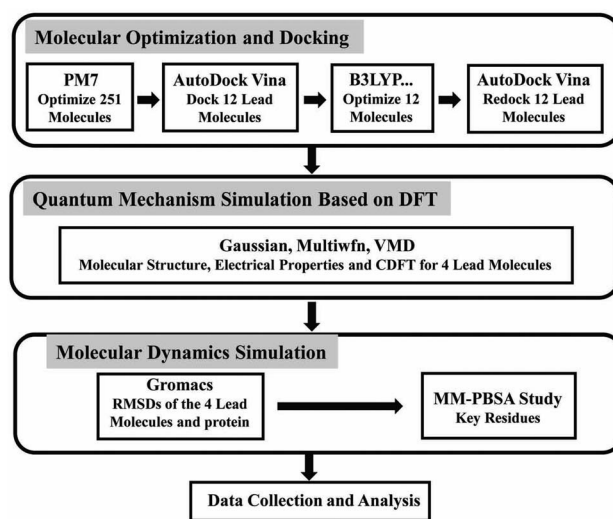 Molecular Optimization and Docking
PM7
Optimize 251
Molecules
AutoDock Vina
Dock 12 Lead
Molecules
B3LYP...
Optimize 12
Molecules
AutoDock Vina
Redock 12 Lead
Molecules
Quantum Mechanism Simulation Based on DFT
Gaussian, Multiwfn, VMD
Molecular Structure, Electrical Properties and CDFT for 4 Lead Molecules
Molecular Dynamics Simulation
Gromacs
RMSDs of the 4 Lead
Molecules and protein
MM-PBSA Study
Key Residues
Data Collection and Analysis